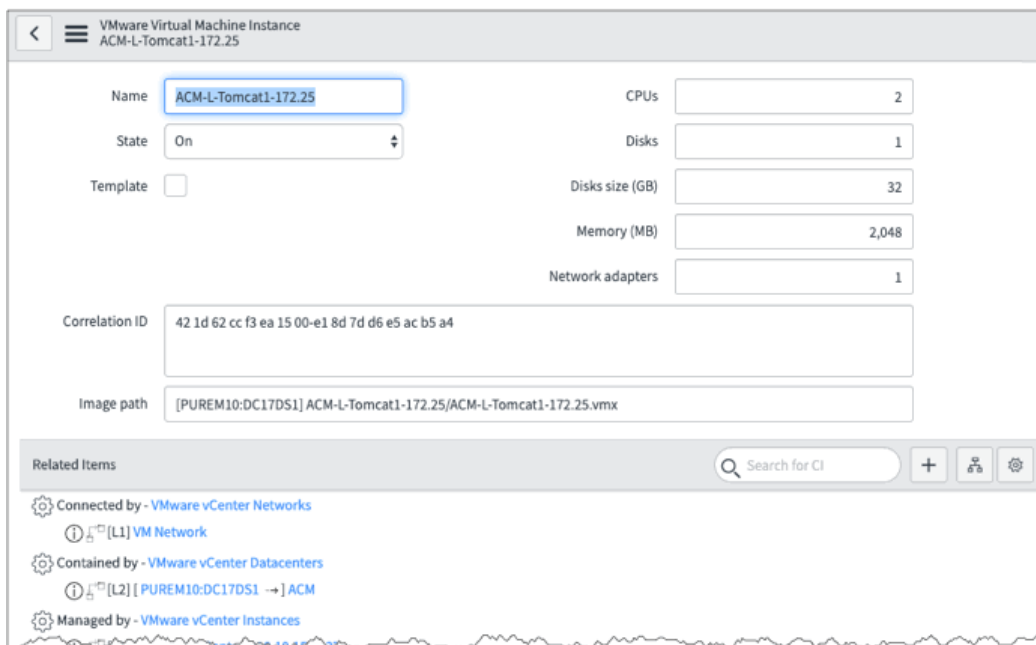 VMware Virtual Machine Instance
ACM-L-Tomcat1-172.25
Name ACM-L-Tomcat1-172.25 CPUs 2
State On Disks 1
Template Disks size (GB) 32
Memory (MB) 2,048
Network adapters 1
Correlation ID 42 1d 62 cc f3 ea 15 00-e1 8d 7d d6 e5 ac b5 a4
Image path [PUREM10:DC17DS1] ACM-L-Tomcat1-172.25/ACM-L-Tomcat1-172.25.vmx
Related Items Search for CI
Connected by - VMware vCenter Networks
[L1] VM Network
Contained by - VMware vCenter Datacenters
[L2] [ PUREM10:DC17DS1 → ] ACM
Managed by - VMware vCenter Instances